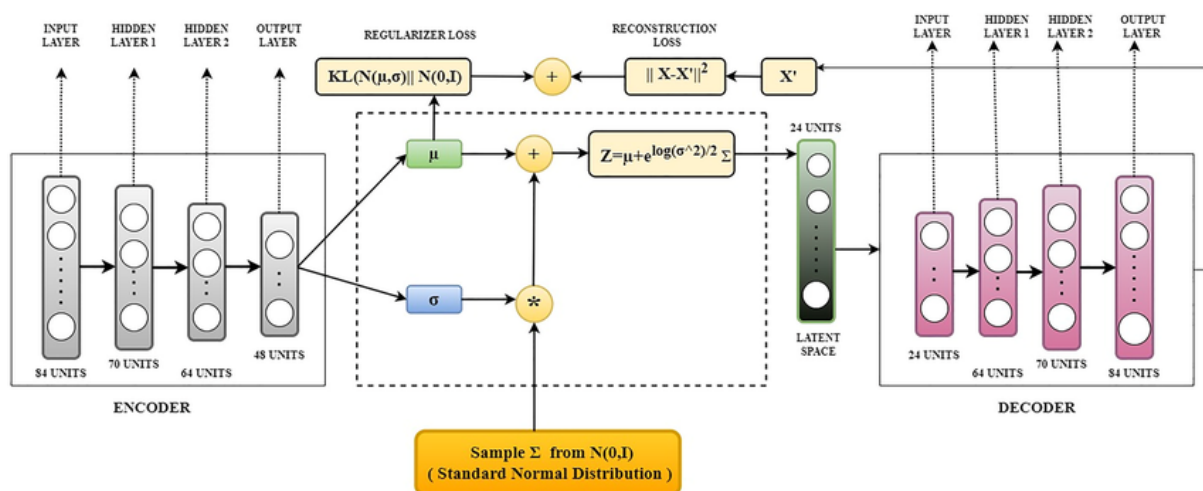 INPUT
LAYER
HIDDEN
LAYER 1
HIDDEN
LAYER 2
OUTPUT
LAYER
REGULARIZER LOSS
RECONSTRUCTION
LOSS
INPUT
LAYER
HIDDEN
LAYER 1
HIDDEN
LAYER 2
OUTPUT
LAYER
KL(N(μ,σ)|| N(0,I)
+
|| X-X'||^2
X'
μ
+
Z=μ+e^log(σ^2)/2 Σ
24 UNITS
σ
*
84 UNITS
70 UNITS
64 UNITS
48 UNITS
ENCODER
LATENT
SPACE
24 UNITS
64 UNITS
70 UNITS
84 UNITS
DECODER
Sample Σ from N(0,I)
( Standard Normal Distribution )